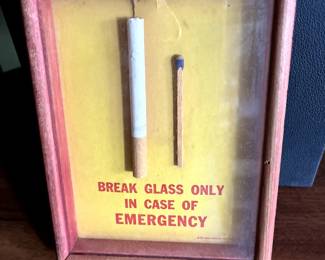 BREAK GLASS ONLY
IN CASE OF
EMERGENCY